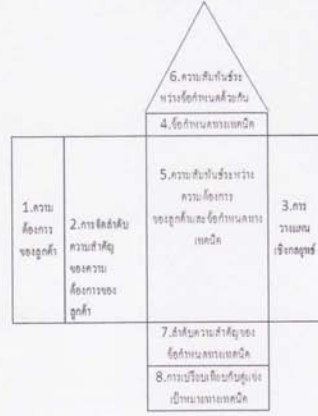 6.ความสัมพันธ์ระ
หว่างข้อกำหนดด้วยกัน
4.ข้อกำหนดทางเทคนิค
1.ความ
ต้องการ
ของลูกค้า
2.การจัดลำดับ
ความสำคัญ
ของความ
ต้องการของ
ลูกค้า
5.ความสัมพันธ์ระหว่าง
ความต้องการ
ของลูกค้าและข้อกำหนดทาง
เทคนิค
3.การ
วางแผน
เชิงกลยุทธ์
7.ลำดับความสำคัญของ
ข้อกำหนดทางเทคนิค
8.การเปรียบเทียบกับคู่แข่ง
เป้าหมายทางเทคนิค